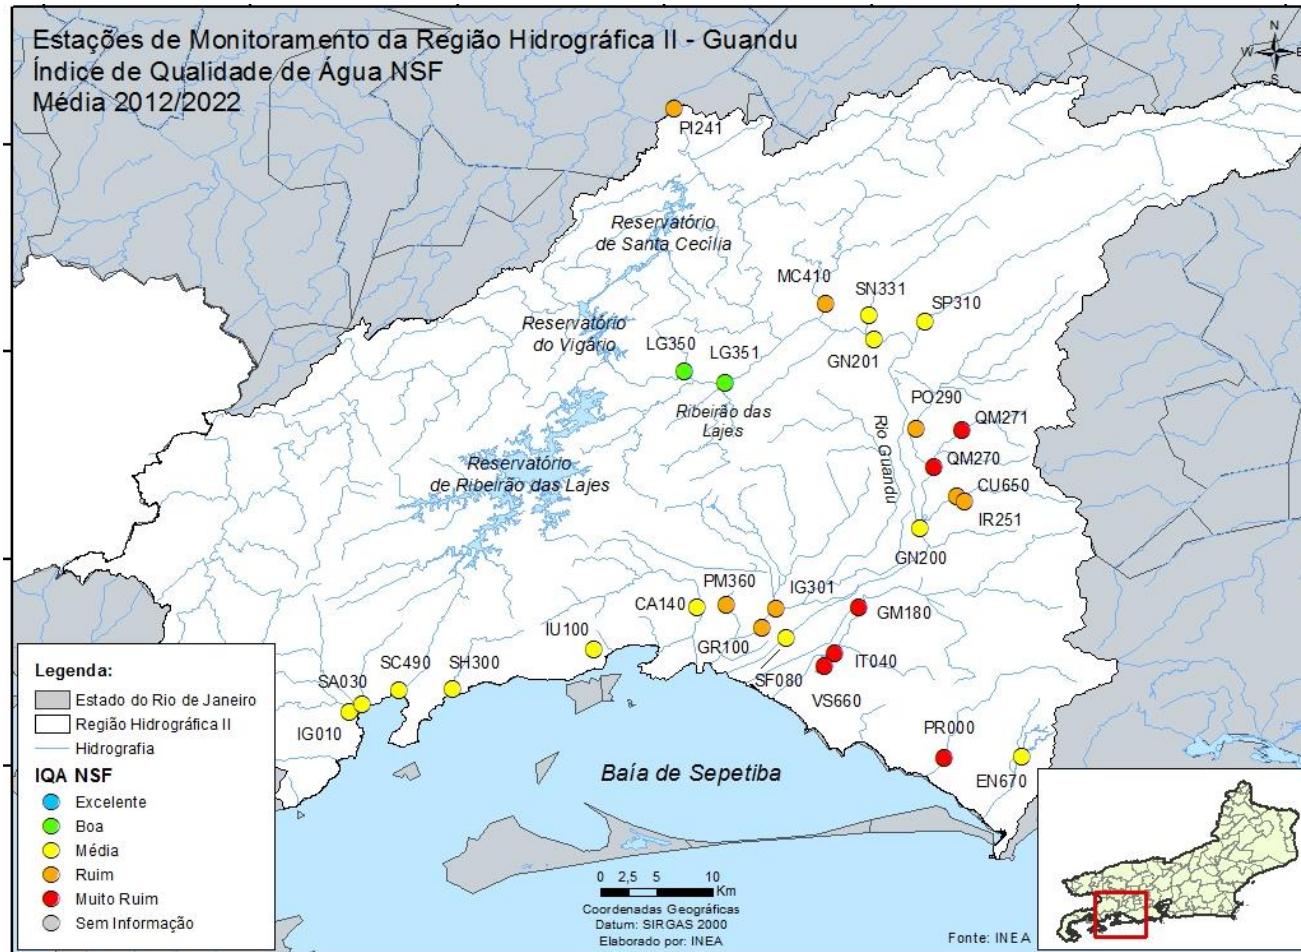 Estações de Monitoramento da Região Hidrográfica II - Guandu
Índice de Qualidade de Água NSF
Média 2012/2022
N
W
E
S
PI241
Reservatório
de Santa Cecília
MC410
SN331
SP310
Reservatório
do Vigário
LG350
LG351
GN201
Ribeirão das
Lajes
PO290
QM271
Rio Guandu
QM270
Reservatório
de Ribeirão das Lajes
CU650
IR251
GN200
PM360
IG301
CA140
GM180
IU100
GR100
SF080
IT040
VS660
SC490
SH300
SA030
IG010
PR000
EN670
Baía de Sepetiba
Legenda:
Estado do Rio de Janeiro
Região Hidrográfica II
Hidrografia
IQA NSF
Excelente
Boa
Média
Ruim
Muito Ruim
Sem Informação
0 2,5 5 10
Km
Coordenadas Geográficas
Datum: SIRGAS 2000
Elaborado por: INEA
Fonte: INEA